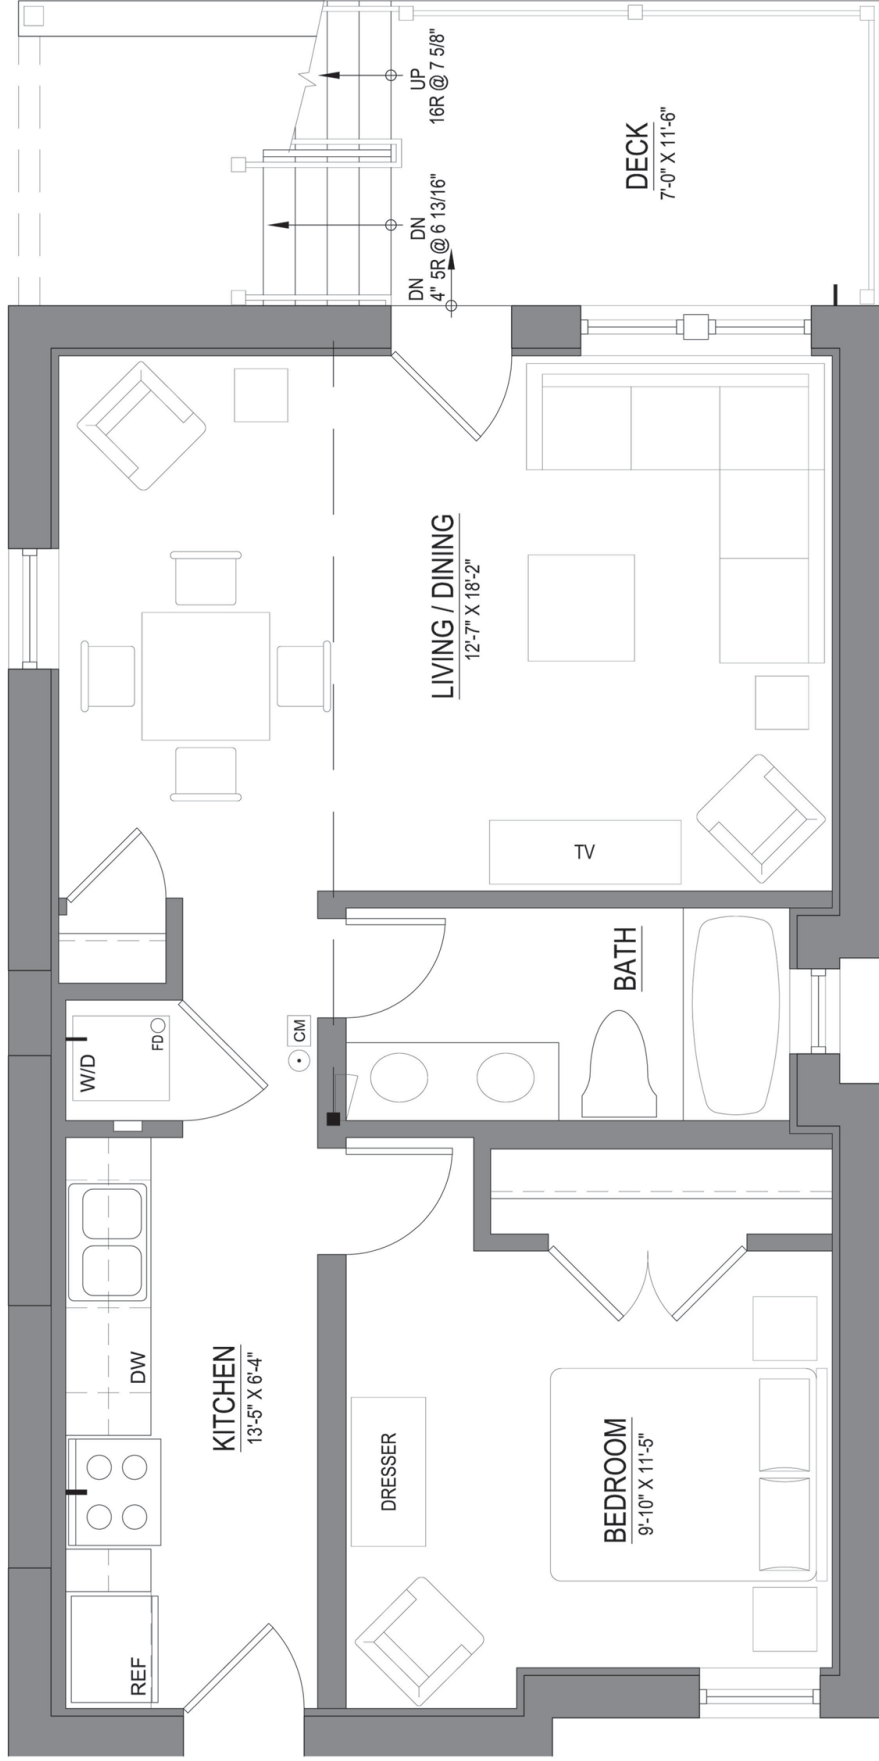 UP
16R @ 7 5/8"
DN
5R @ 6 13/16"
DN
4"
DECK
7'-0" X 11'-6"
LIVING / DINING
12'-7" X 18'-2"
TV
BATH
W/D
FD
CM
KITCHEN
13'-5" X 6'-4"
DW
REF
DRESSER
BEDROOM
9'-10" X 11'-5"